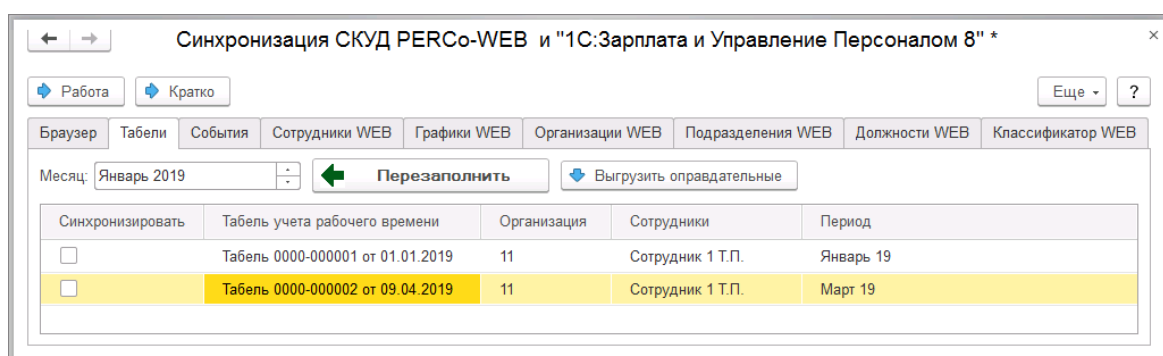 Синхронизация СКУД PERCo-WEB и "1С:Зарплата и Управление Персоналом 8" *
Работа Кратко Еще ?
Браузер Табели События Сотрудники WEB Графики WEB Организации WEB Подразделения WEB Должности WEB Классификатор WEB
Месяц: Январь 2019 Перезаполнить Выгрузить оправдательные
Синхронизировать Табель учета рабочего времени Организация Сотрудники Период
Табель 0000-000001 от 01.01.2019 11 Сотрудник 1 Т.П. Январь 19
Табель 0000-000002 от 09.04.2019 11 Сотрудник 1 Т.П. Март 19